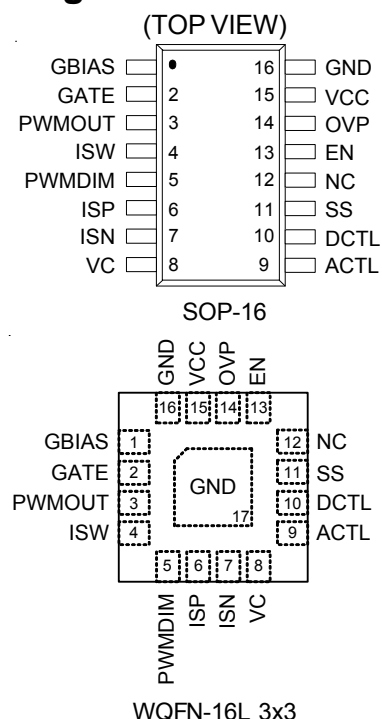 (TOP VIEW)
GBIAS 16 GND
GATE 2 15 VCC
PWMOUT 3 14 OVP
ISW 4 13 EN
PWMDIM 5 12 NC
ISP 6 11 SS
ISN 7 10 DCTL
VC 8 9 ACTL
SOP-16
GND VCC OVP EN
16 15 14 13
GBIAS 1 12 NC
GATE 2 11 SS
PWMOUT 3 10 DCTL
ISW 4 9 ACTL
GND
17
5 6 7 8
PWMDIM ISP ISN VC
WQFN-16L 3x3